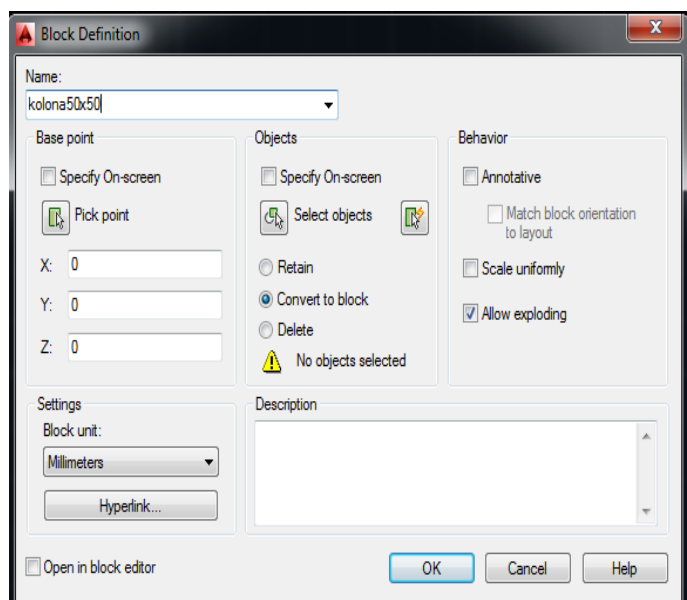 Block Definition
X
Name:
kolona50x50
Base point
Specify On-screen
Pick point
X: 0
Y: 0
Z: 0
Objects
Specify On-screen
Select objects
Retain
Convert to block
Delete
No objects selected
Behavior
Annotative
Match block orientation
to layout
Scale uniformly
Allow exploding
Settings
Block unit:
Millimeters
Hyperlink...
Description
Open in block editor
OK Cancel Help